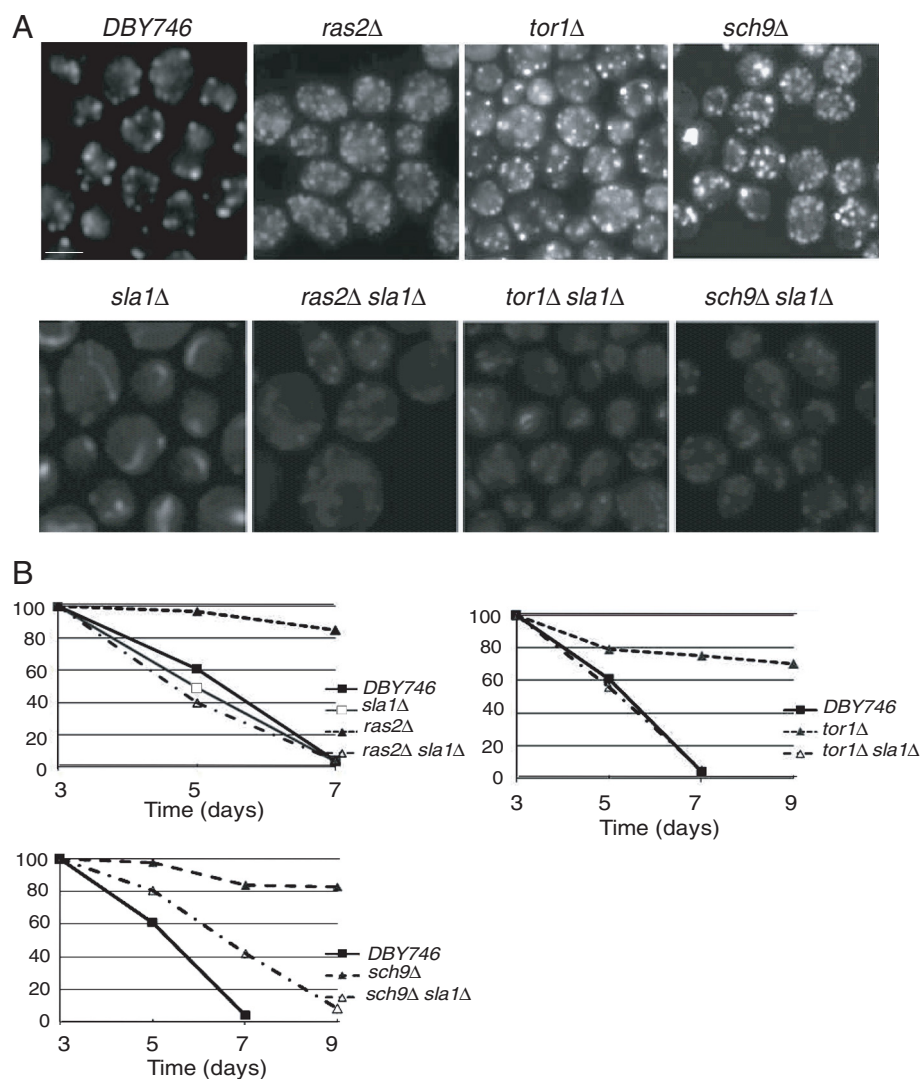 A
DBY746 ras2Δ tor1Δ sch9Δ
sla1Δ ras2Δ sla1Δ tor1Δ sla1Δ sch9Δ sla1Δ
B
100
80
60
40
20
0
3 5 7
Time (days)
DBY746
sla1Δ
ras2Δ
ras2Δ sla1Δ
100
80
60
40
20
0
3 5 7 9
Time (days)
DBY746
tor1Δ
tor1Δ sla1Δ
100
80
60
40
20
0
3 5 7 9
Time (days)
DBY746
sch9Δ
sch9Δ sla1Δ